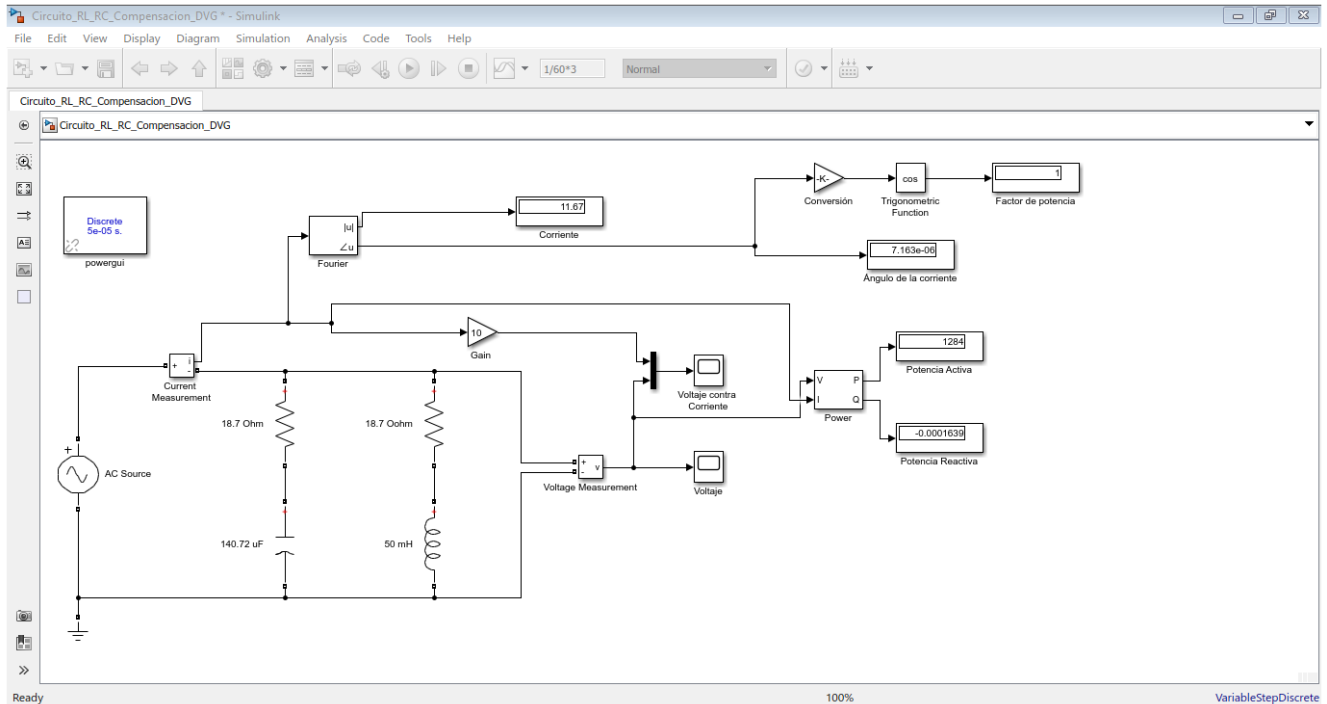 Circuito_RL_RC_Compensacion_DVG * - Simulink
File Edit View Display Diagram Simulation Analysis Code Tools Help
1/60*3
Normal
Circuito_RL_RC_Compensacion_DVG
Circuito_RL_RC_Compensacion_DVG
Discrete
5e-05 s.
powergui
|u|
∠u
Fourier
11.67
Corriente
-K-
Conversión
cos
Trigonometric
Function
1
Factor de potencia
7.163e-06
Ángulo de la corriente
+
i
-
Current
Measurement
10
Gain
Voltaje contra
Corriente
V
I
P
Q
Power
1284
Potencia Activa
-0.0001639
Potencia Reactiva
+
AC Source
18.7 Ohm
18.7 Oohm
+
-
v
Voltage Measurement
Voltaje
140.72 uF
50 mH
Ready
100%
VariableStepDiscrete